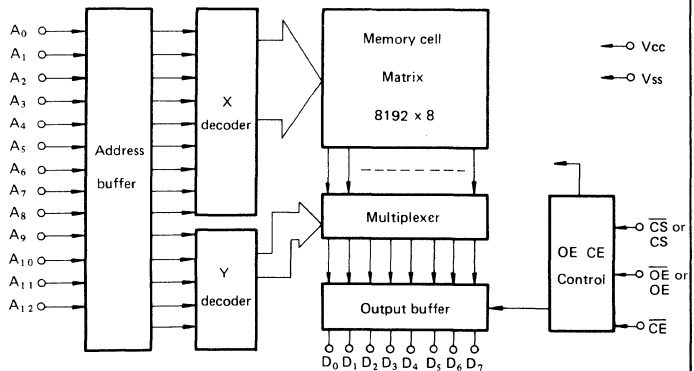 A0
A1
A2
A3
A4
A5
A6
A7
A8
A9
A10
A11
A12
Address
buffer
X
decoder
Y
decoder
Memory cell
Matrix
8192 x 8
Multiplexer
Output buffer
D0 D1 D2 D3 D4 D5 D6 D7
Vcc
Vss
OE CE
Control
CS or
CS
OE or
OE
CE